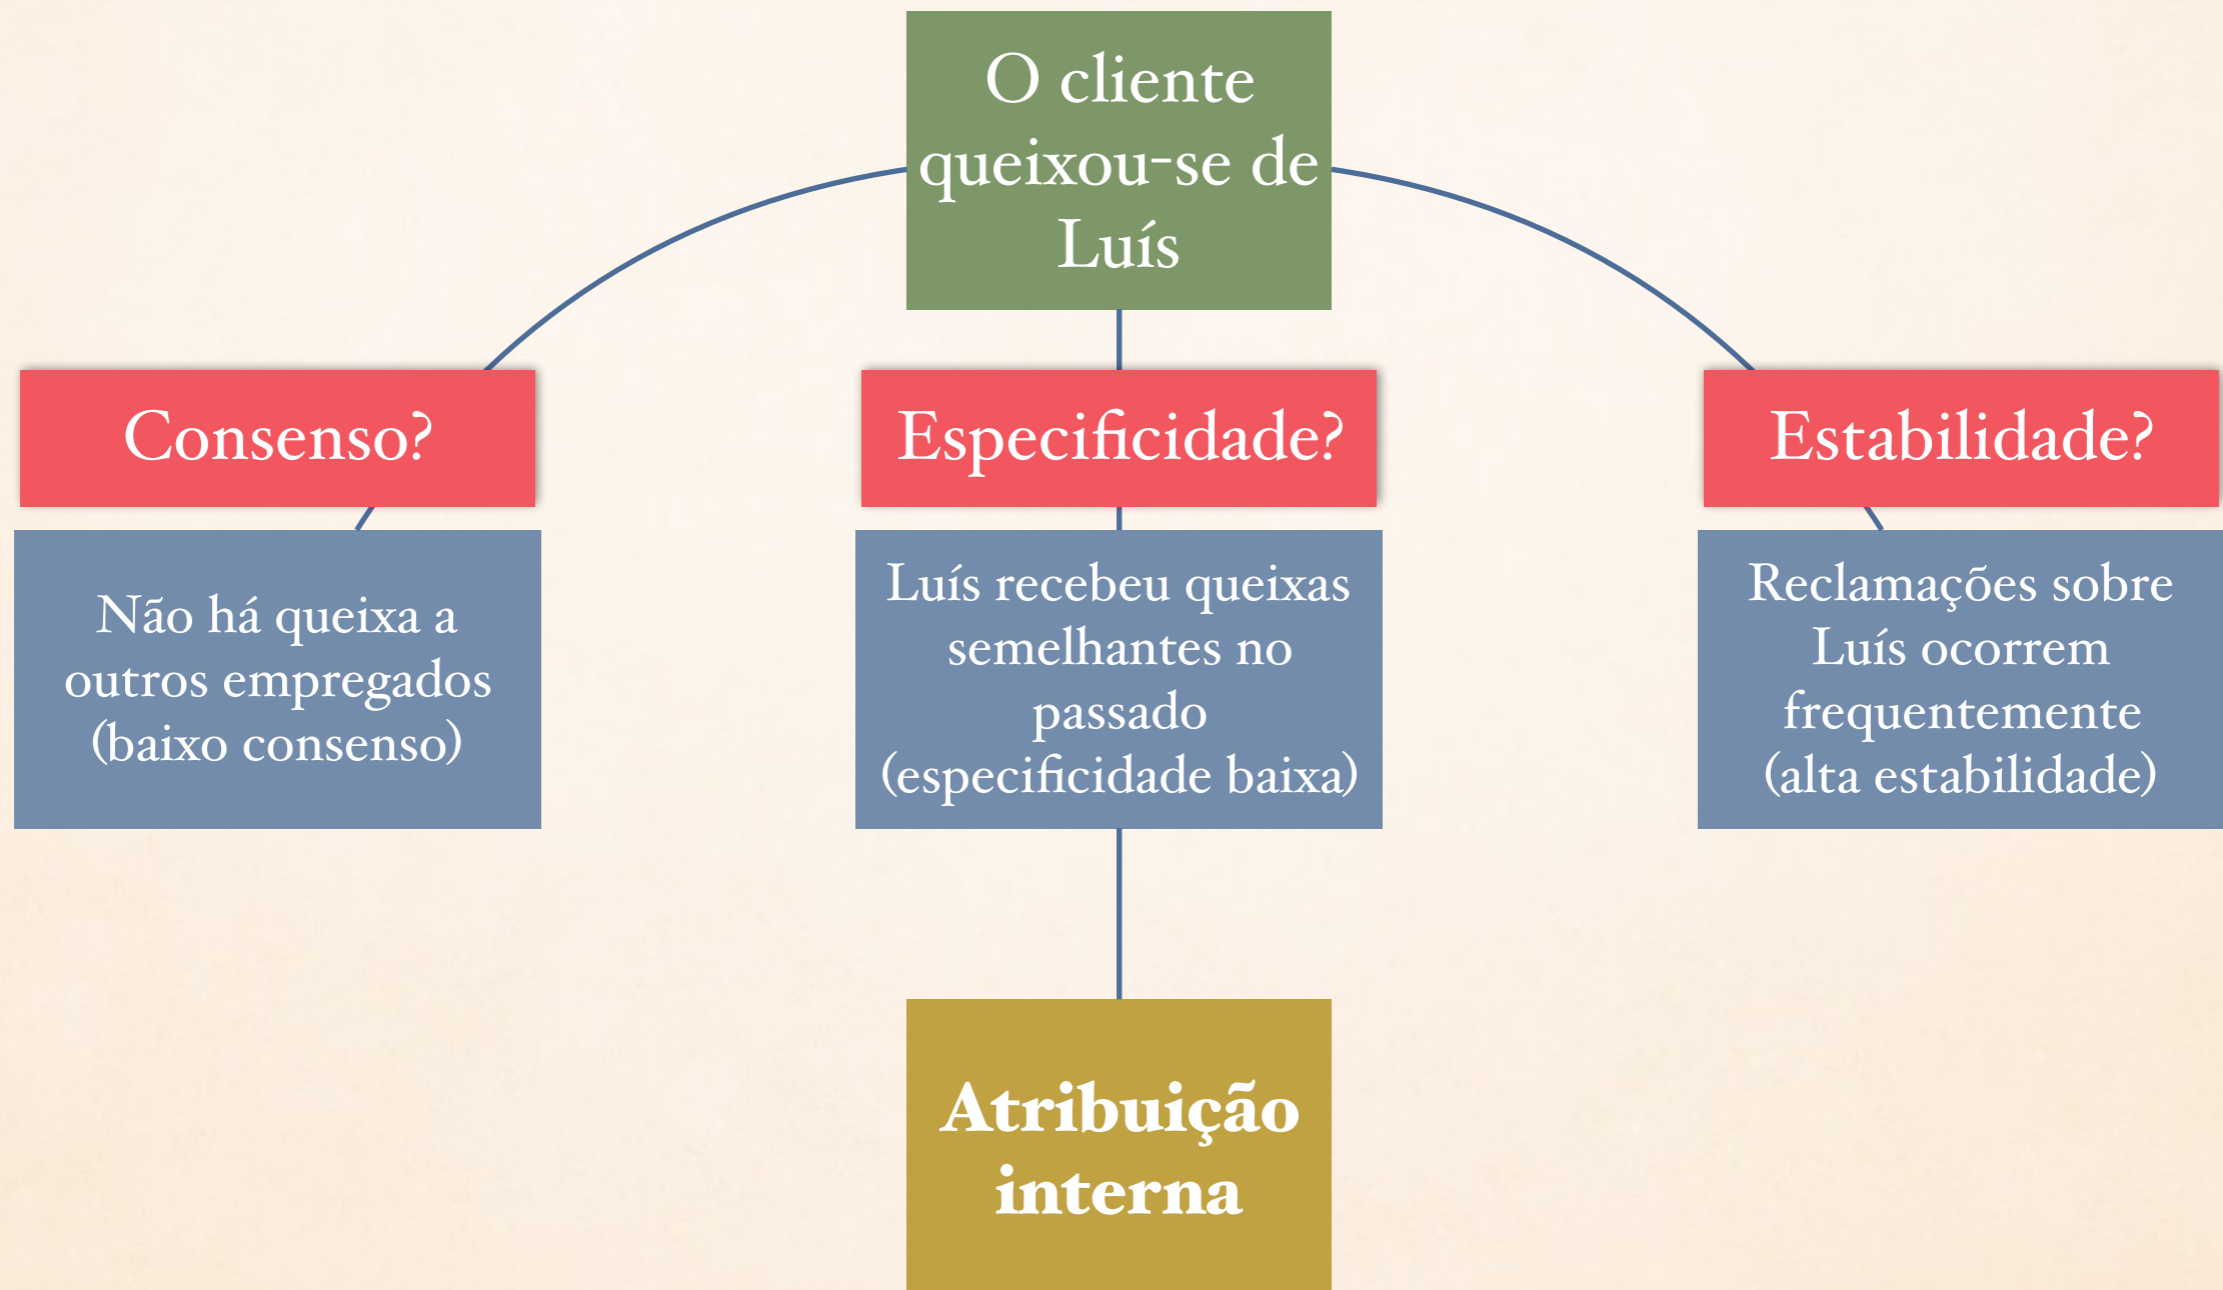 O cliente
queixou-se de
Luís
Consenso?
Não há queixa a
outros empregados
(baixo consenso)
Especificidade?
Luís recebeu queixas
semelhantes no
passado
(especificidade baixa)
Estabilidade?
Reclamações sobre
Luís ocorrem
frequentemente
(alta estabilidade)
Atribuição
interna